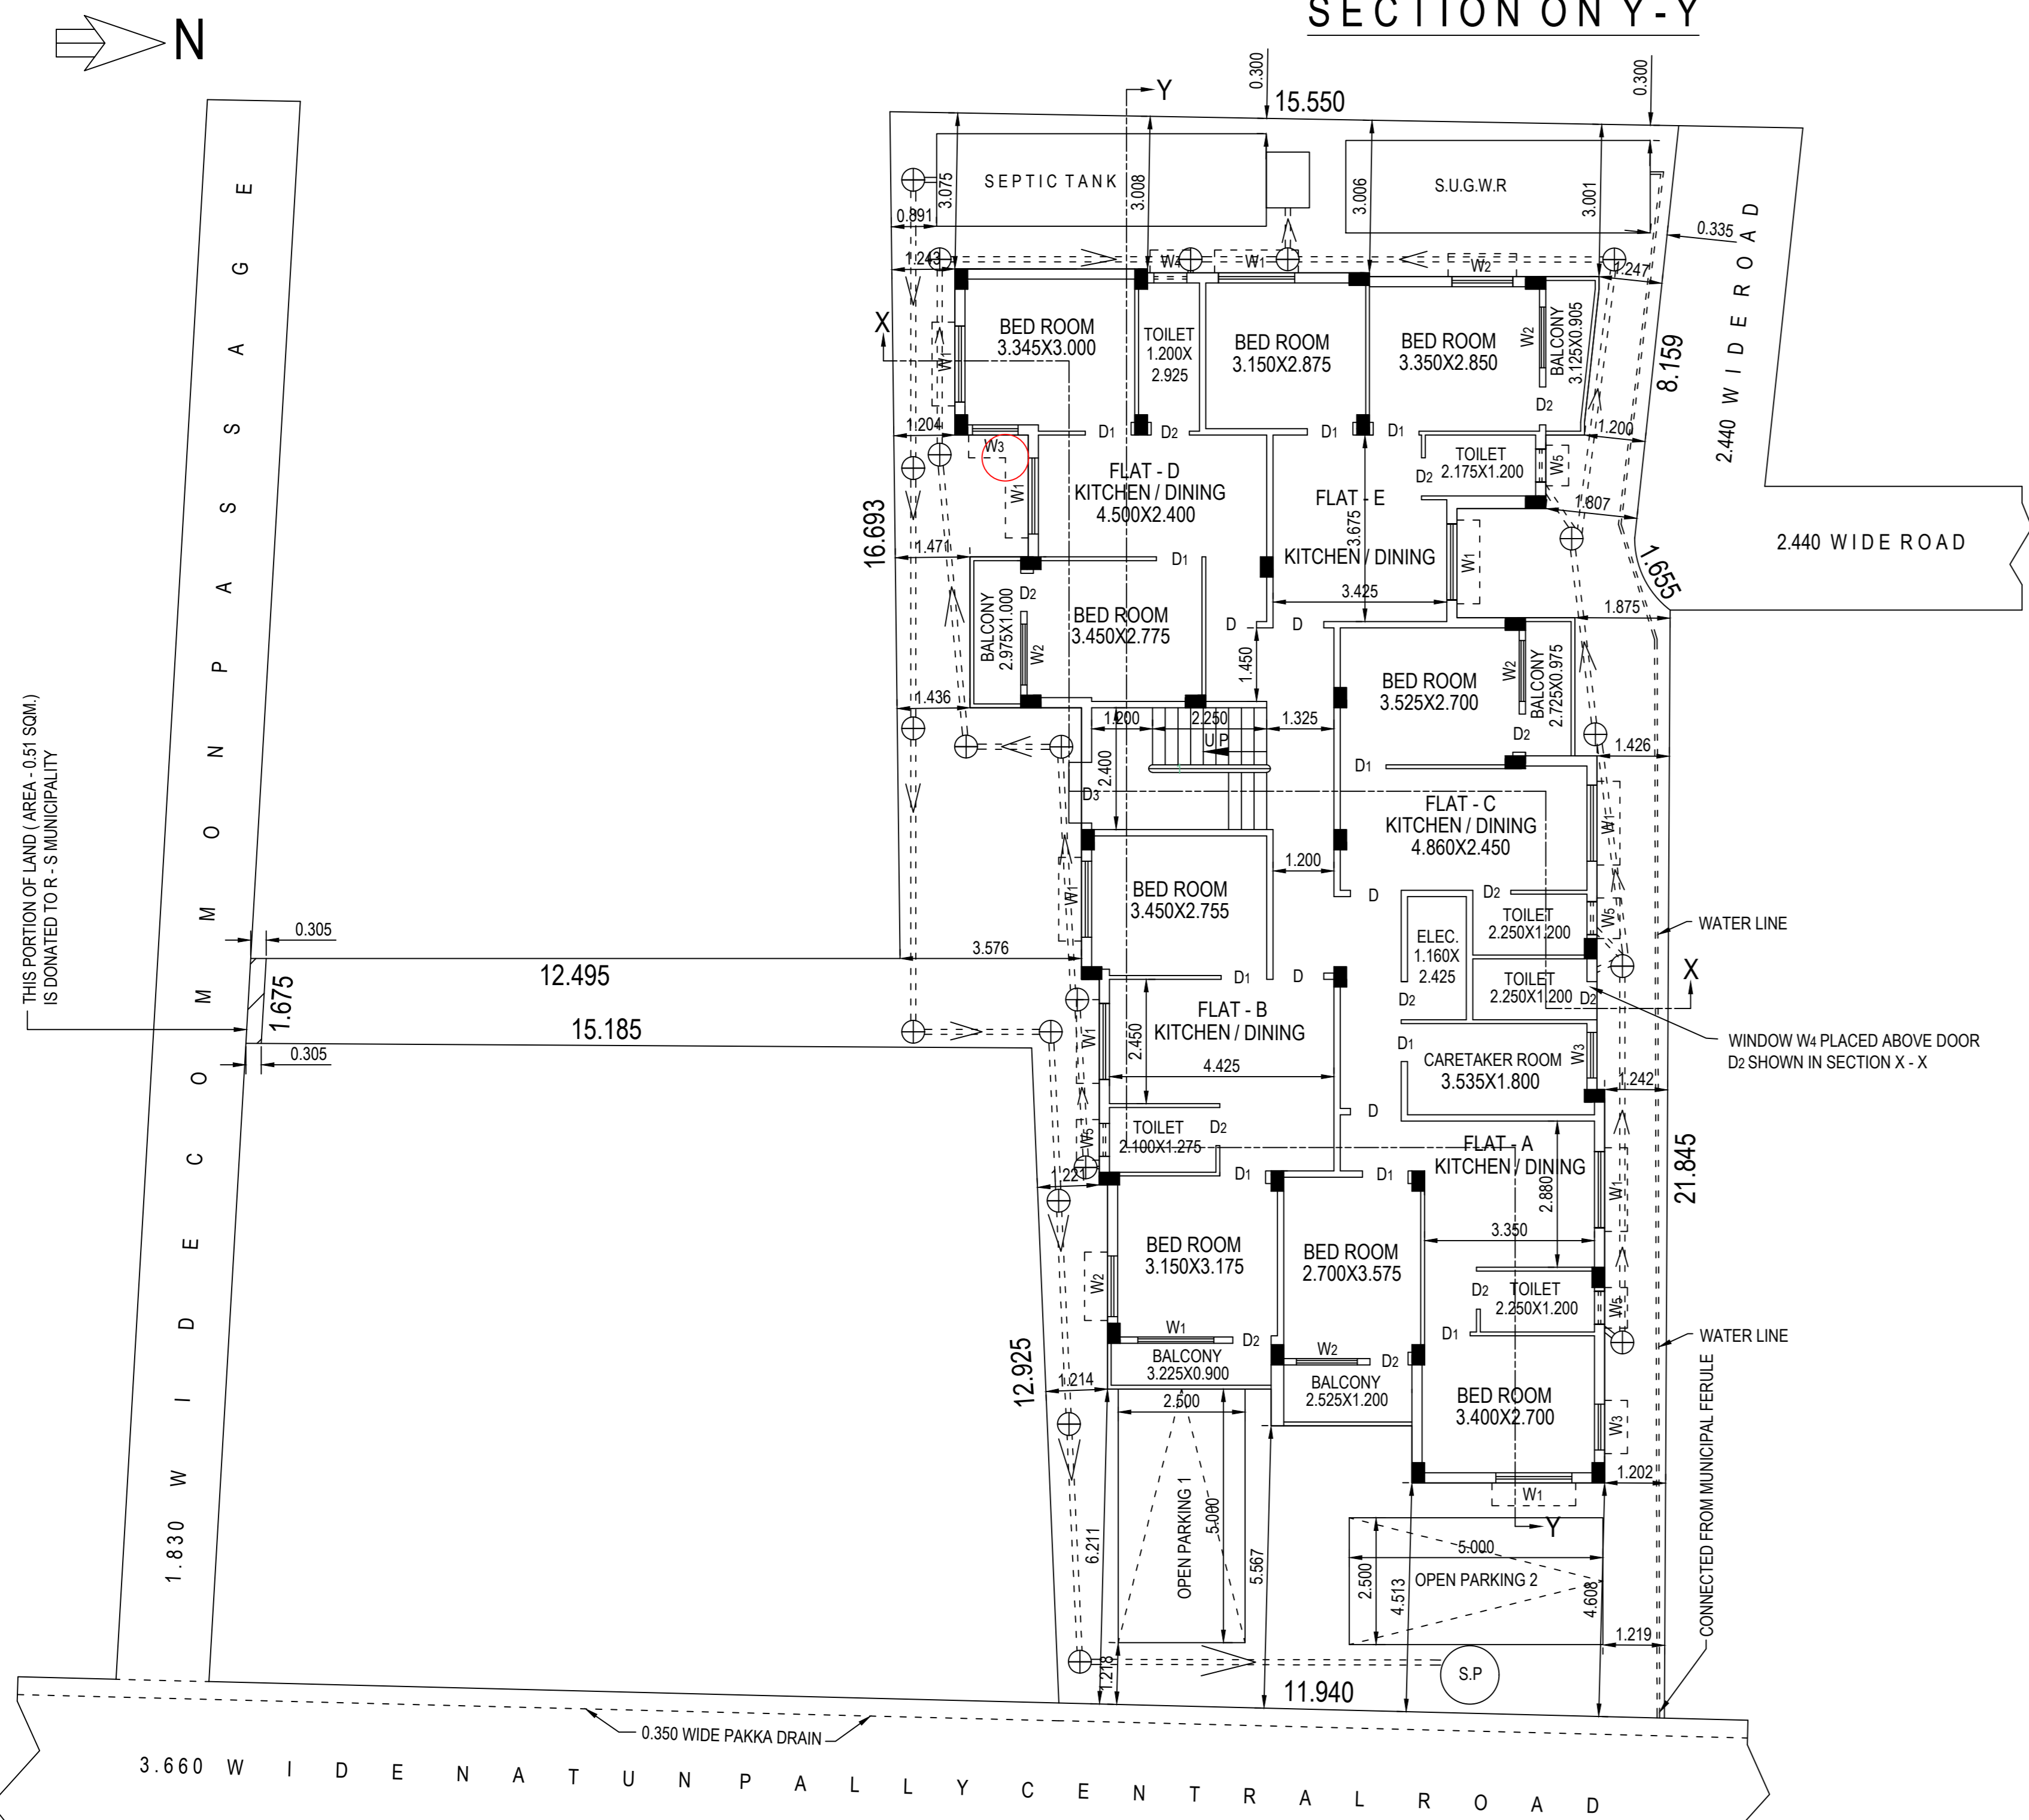 SECTION ON Y-Y
N
Y
0.300
15.550
0.300
SEPTIC TANK
S.U.G.W.R
3.075
3.008
3.006
3.001
0.891
0.335
2.440 WIDE ROAD
1.243
W4
W1
W2
1.247
X
W1
BED ROOM
3.345X3.000
TOILET
1.200X
2.925
BED ROOM
3.150X2.875
BED ROOM
3.350X2.850
W2
BALCONY
3.125X0.905
8.159
D2
1.204
W3
D1
D2
D1
D1
1.200
FLAT - D
KITCHEN / DINING
4.500X2.400
W1
FLAT - E
KITCHEN / DINING
3.675
3.425
D2
TOILET
2.175X1.200
W5
1.807
16.693
1.471
D1
W1
1.655
2.440 WIDE ROAD
BALCONY
2.975X1.000
D2
W2
BED ROOM
3.450X2.775
D
D
1.875
1.450
BED ROOM
3.525X2.700
W2
BALCONY
2.725X0.975
D2
1.436
1.200
2.250
1.325
UP
1.426
2.400
D3
D1
FLAT - C
KITCHEN / DINING
4.860X2.450
W1
THIS PORTION OF LAND ( AREA - 0.51 SQM.)
IS DONATED TO R - S MUNICIPALITY
1.830 WIDE COMMON PASSAGE
W1
BED ROOM
3.450X2.755
1.200
D
D2
TOILET
2.250X1.200
W5
WATER LINE
0.305
3.576
12.495
ELEC.
1.160X
2.425
D1
D
X
1.675
15.185
0.305
TOILET
2.250X1.200
D2
D2
FLAT - B
KITCHEN / DINING
W1
2.450
4.425
WINDOW W4 PLACED ABOVE DOOR
D2 SHOWN IN SECTION X - X
D1
CARETAKER ROOM
3.535X1.800
W3
1.242
D
TOILET
2.100X1.275
W5
D2
FLAT - A
KITCHEN / DINING
2.880
3.350
W1
21.845
1.221
D1
D1
BED ROOM
3.150X3.175
W2
BED ROOM
2.700X3.575
D2
TOILET
2.250X1.200
W5
W1
D2
D1
WATER LINE
BALCONY
3.225X0.900
W2
D2
BALCONY
2.525X1.200
12.925
1.214
2.500
BED ROOM
3.400X2.700
W3
CONNECTED FROM MUNICIPAL FERULE
1.202
W1
Y
6.211
OPEN PARKING 1
5.000
5.567
5.000
2.500
4.513
OPEN PARKING 2
4.608
1.219
1.218
S.P
11.940
0.350 WIDE PAKKA DRAIN
3.660 WIDE NATUNPALLY CENTRAL ROAD